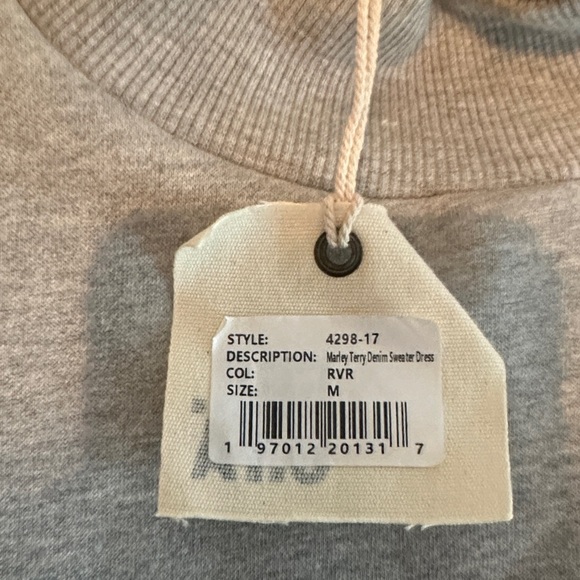 STYLE: 4298-17
DESCRIPTION: Marley Terry Denim Sweater Dress
COL: RVR
SIZE: M
1 97012 20131 7